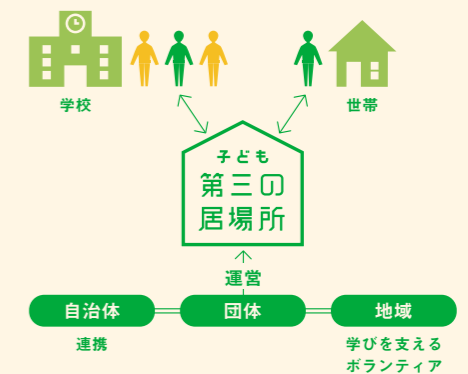 学校
世帯
子ども
第三の
居場所
運営
自治体
団体
地域
連携
学びを支える
ボランティア